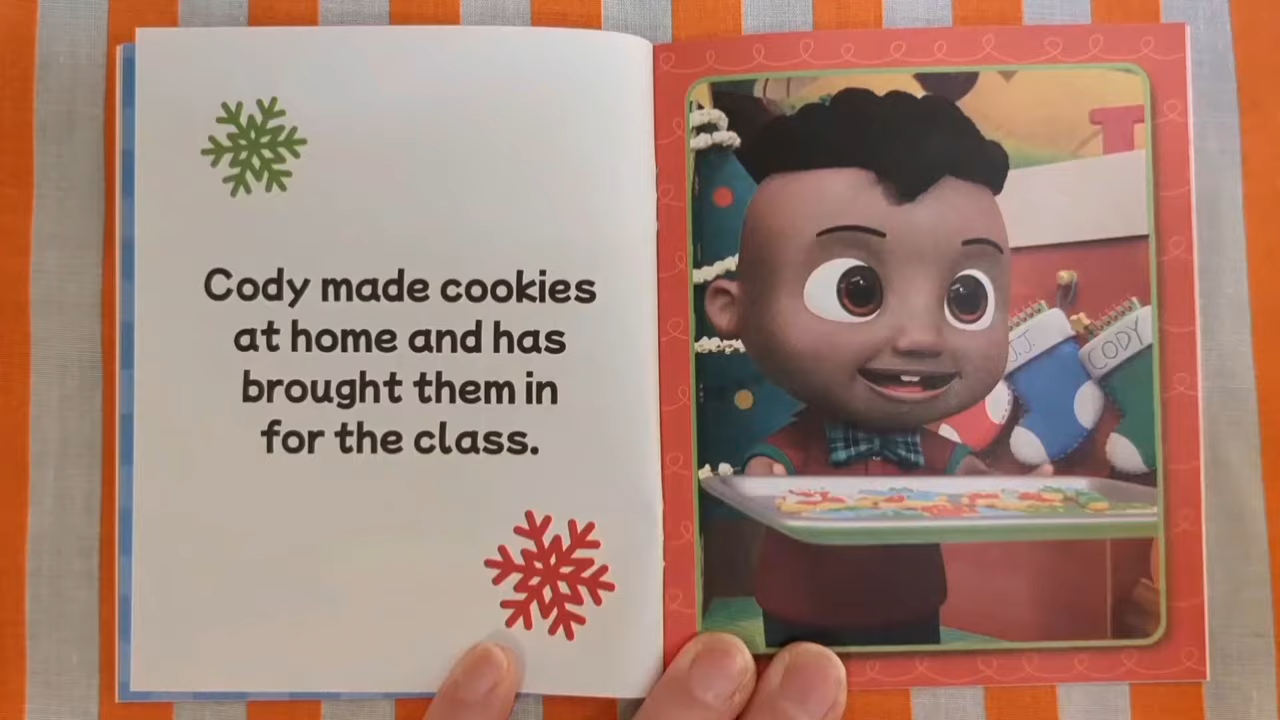 Cody made cookies
at home and has
brought them in
for the class.
J.J.
CODY